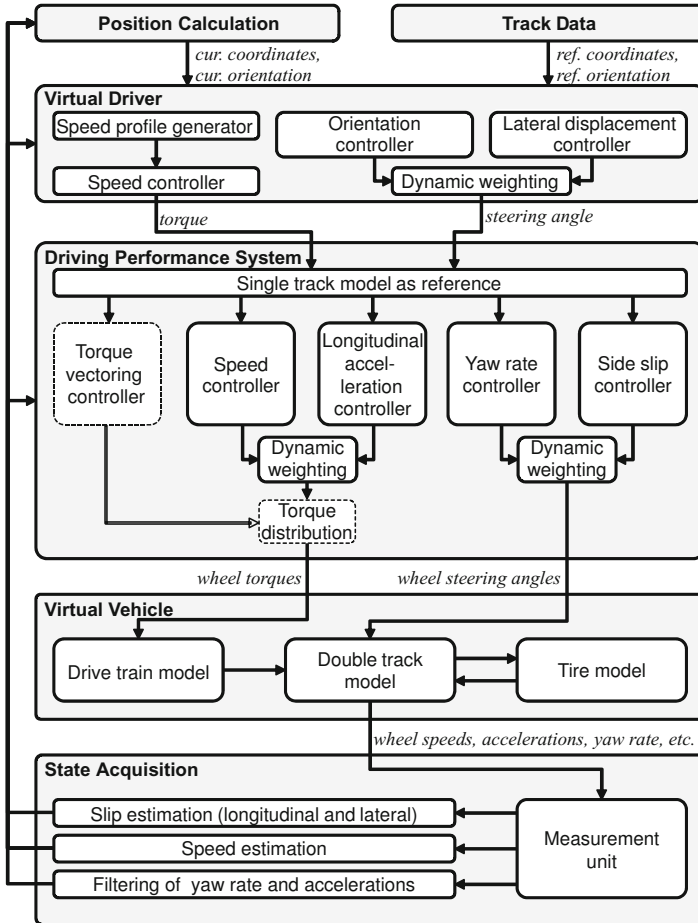 Position Calculation
Track Data
cur. coordinates,
cur. orientation
ref. coordinates,
ref. orientation
Virtual Driver
Speed profile generator
Orientation
controller
Lateral displacement
controller
Speed controller
Dynamic weighting
torque
steering angle
Driving Performance System
Single track model as reference
Torque
vectoring
controller
Speed
controller
Longitudinal
accel-
leration
controller
Yaw rate
controller
Side slip
controller
Dynamic
weighting
Dynamic
weighting
Torque
distribution
wheel torques
wheel steering angles
Virtual Vehicle
Drive train model
Double track
model
Tire model
wheel speeds, accelerations, yaw rate, etc.
State Acquisition
Slip estimation (longitudinal and lateral)
Speed estimation
Filtering of yaw rate and accelerations
Measurement
unit